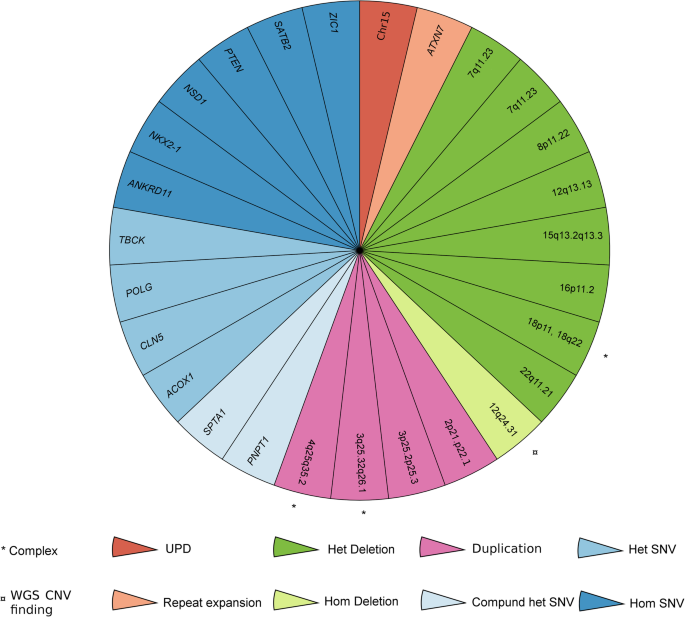 Chr15
ATXN7
7q11.23
7q11.23
8p11.22
12q13.13
15q13.2q13.3
16p11.2
18p11, 18q22
*
22q11.21
12q24.31
¤
2p21.p22.1
3p25.2p25.3
3q25.32q26.1
*
4q25q35.2
*
PNPT1
SPTA1
ACOX1
CLN5
POLG
TBCK
ANKRD11
NKX2-1
NSD1
PTEN
SATB2
ZIC1
* Complex
UPD
Het Deletion
Duplication
Het SNV
¤ WGS CNV
finding
Repeat expansion
Hom Deletion
Compund het SNV
Hom SNV